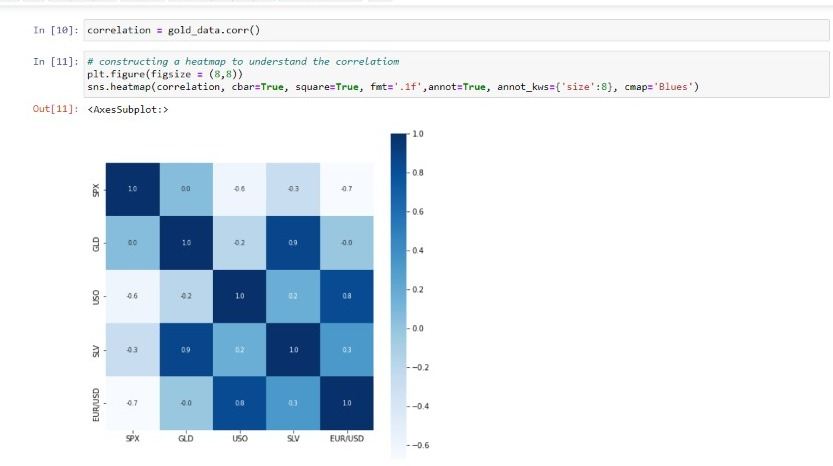 In [10]: correlation = gold_data.corr()
In [11]: # constructing a heatmap to understand the correlatiom
plt.figure(figsize = (8,8))
sns.heatmap(correlation, cbar=True, square=True, fmt='.1f',annot=True, annot_kws={'size':8}, cmap='Blues')
Out[11]: <AxesSubplot:>
SPX 1.0 0.0 -0.6 -0.3 -0.7
GLD 0.0 1.0 -0.2 0.9 -0.0
USO -0.6 -0.2 1.0 0.2 0.8
SLV -0.3 0.9 0.2 1.0 0.3
EUR/USD -0.7 -0.0 0.8 0.3 1.0
SPX GLD USO SLV EUR/USD
1.0
0.8
0.6
0.4
0.2
0.0
-0.2
-0.4
-0.6